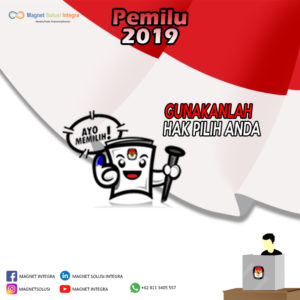 Magnet Solusi Integra
Pemilu
2019
GUNAKANLAH
HAK PILIH ANDA
AYO
MEMILIH!
MAGNET INTEGRA
MAGNET SOLUSI INTEGRA
MAGNETSOLUSI
MAGNET INTEGRA
+62 811 3405 557